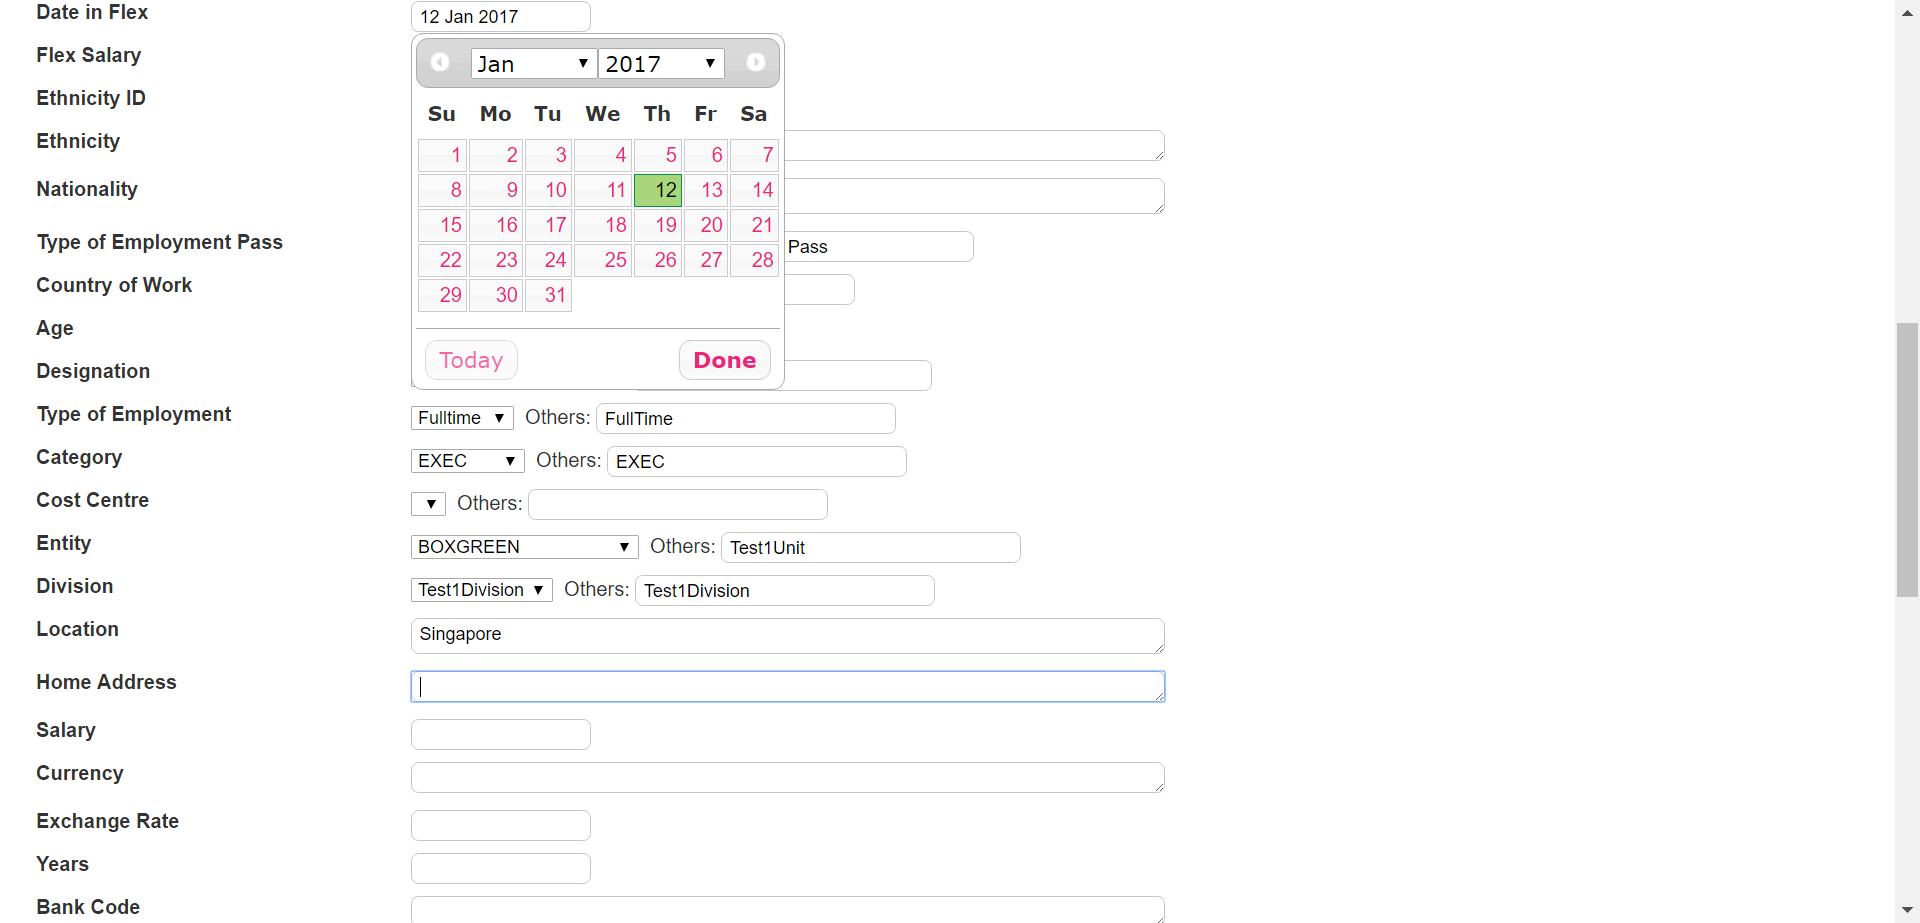 Date in Flex 12 Jan 2017
Flex Salary Jan 2017
Ethnicity ID
Su Mo Tu We Th Fr Sa
Ethnicity
1 2 3 4 5 6 7
Nationality
8 9 10 11 12 13 14
15 16 17 18 19 20 21
Type of Employment Pass Pass
22 23 24 25 26 27 28
Country of Work
29 30 31
Age
Today Done
Designation
Type of Employment Fulltime Others: FullTime
Category EXEC Others: EXEC
Cost Centre Others:
Entity BOXGREEN Others: Test1Unit
Division Test1Division Others: Test1Division
Location Singapore
Home Address
Salary
Currency
Exchange Rate
Years
Bank Code